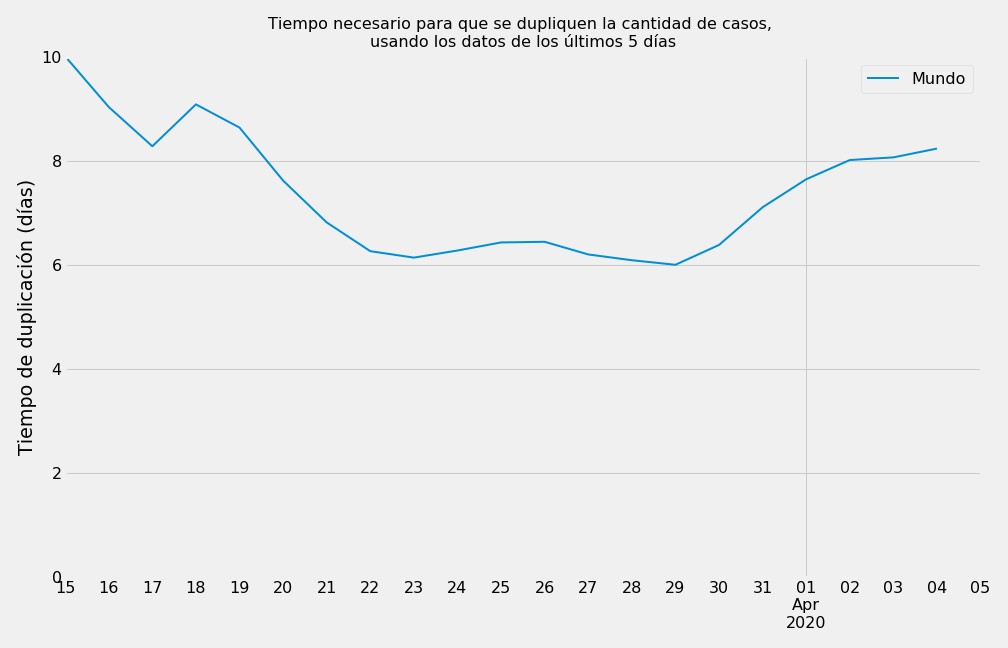 Tiempo necesario para que se dupliquen la cantidad de casos,
usando los datos de los últimos 5 días
Mundo
Tiempo de duplicación (días)
10
8
6
4
2
0
15 16 17 18 19 20 21 22 23 24 25 26 27 28 29 30 31 01 02 03 04 05
Apr
2020